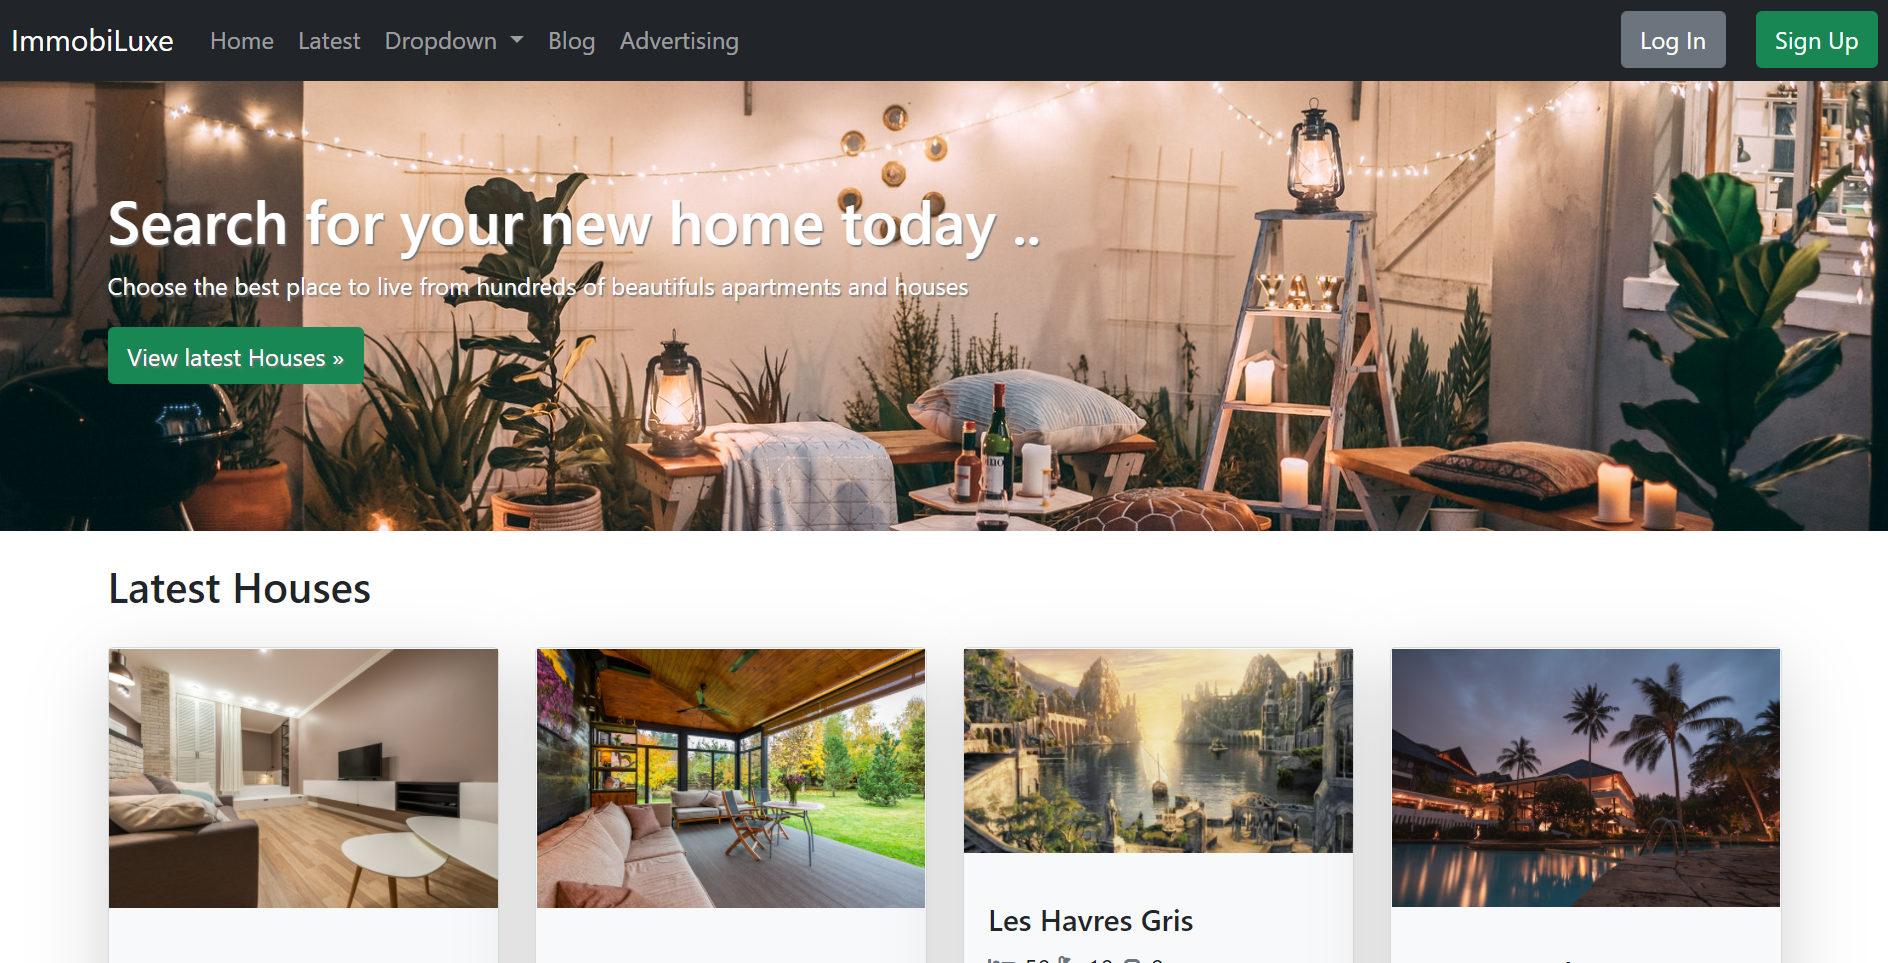 ImmobiLuxe Home Latest Dropdown Blog Advertising Log In Sign Up
Search for your new home today ..
Choose the best place to live from hundreds of beautifuls apartments and houses
YAY
View latest Houses »
Latest Houses
Les Havres Gris